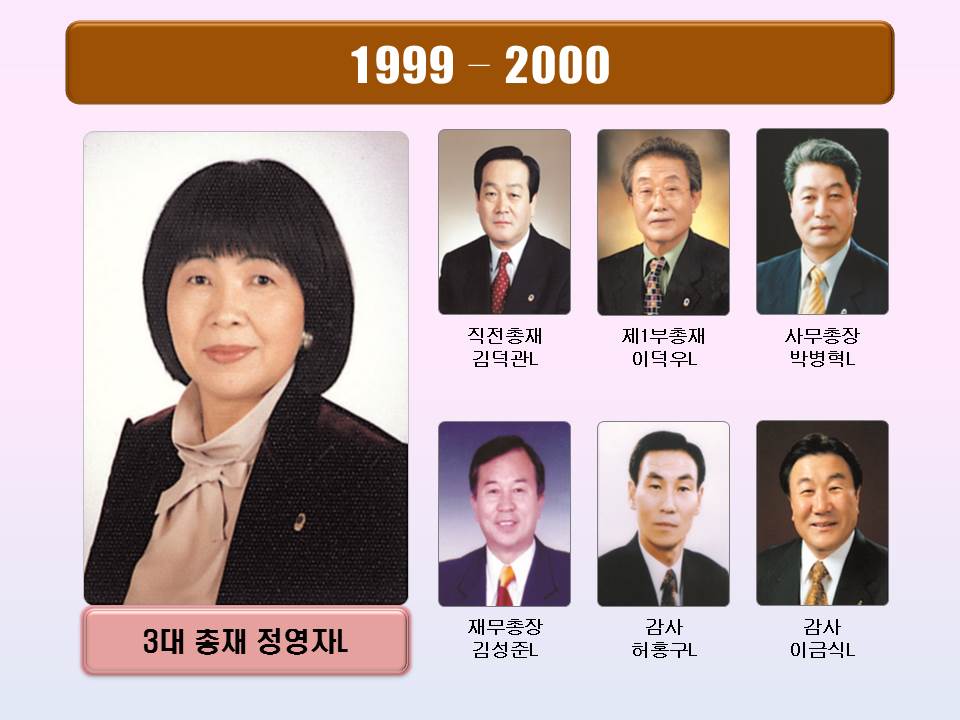 1999 – 2000
직전총재
김덕관L
제1부총재
이덕우L
사무총장
박병혁L
3대 총재 정영자L
재무총장
김성준L
감사
허홍구L
감사
이금식L